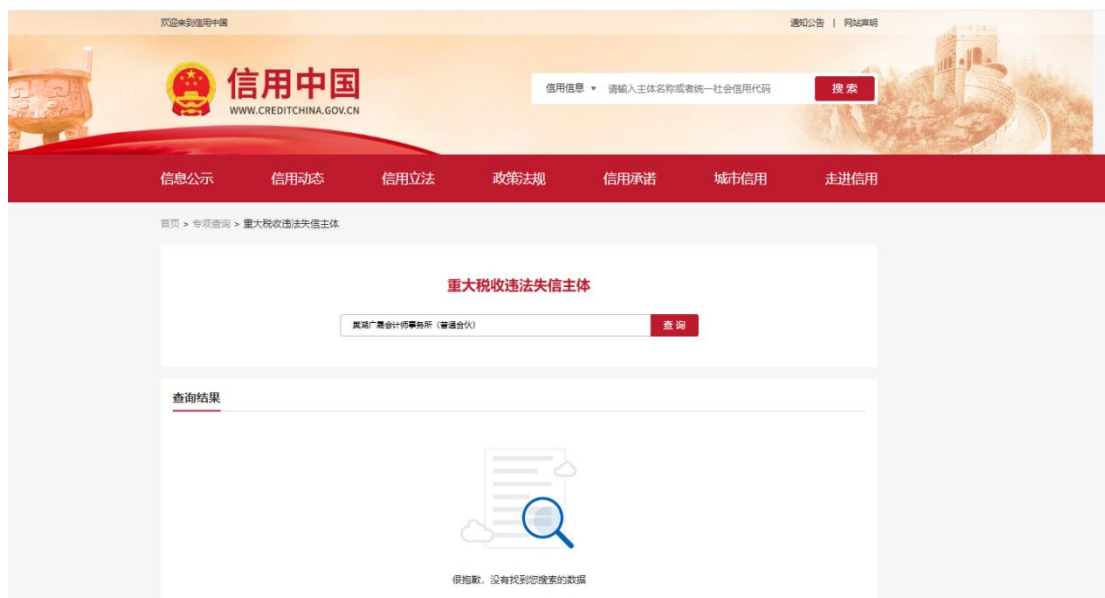 欢迎来到信用中国
通知公告 | 网站声明
信用中国
WWW.CREDITCHINA.GOV.CN
信用信息 ▾ 请输入主体名称或者统一社会信用代码 搜索
信息公示 信用动态 信用立法 政策法规 信用承诺 城市信用 走进信用
首页 > 专项查询 > 重大税收违法失信主体
重大税收违法失信主体
巢湖广晟会计师事务所（普通合伙） 查询
查询结果
很抱歉，没有找到您搜索的数据